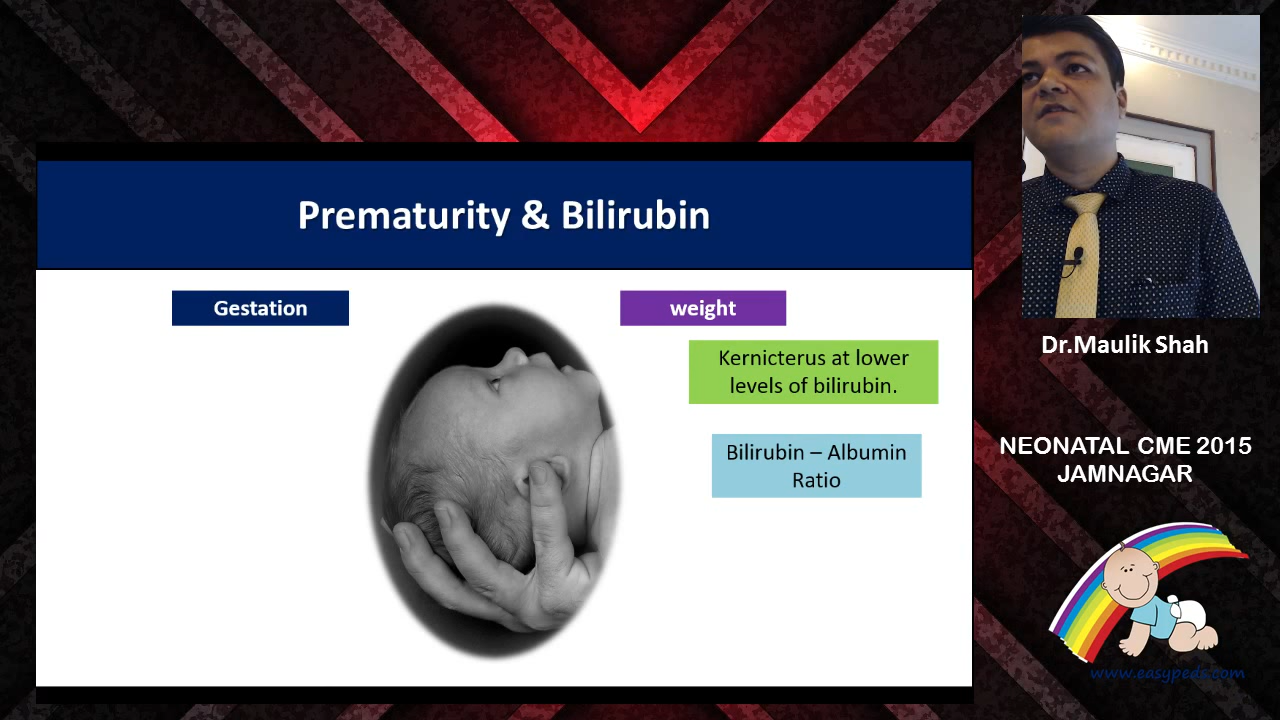 Prematurity & Bilirubin
Gestation
weight
Kernicterus at lower
levels of bilirubin.
Bilirubin – Albumin
Ratio
Dr.Maulik Shah
NEONATAL CME 2015
JAMNAGAR
www.easypeds.com